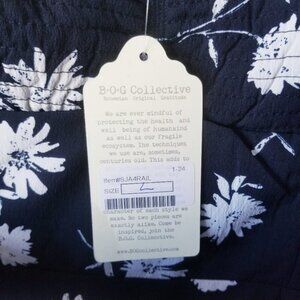 B·O·G Collective
Bohemian Original Gratitude
We are ever mindful of
protecting the health and
well being of humankind
as well as our fragile
ecosystem. The techniques
we use are, sometimes,
centuries old. This adds to
1-24
Item#BJA4RAIL
SIZE L
character of each style we
make. No two pieces are
exactly alike. Come be
inspired, join the
B.O.G. Collective.
www.BOGcollective.com